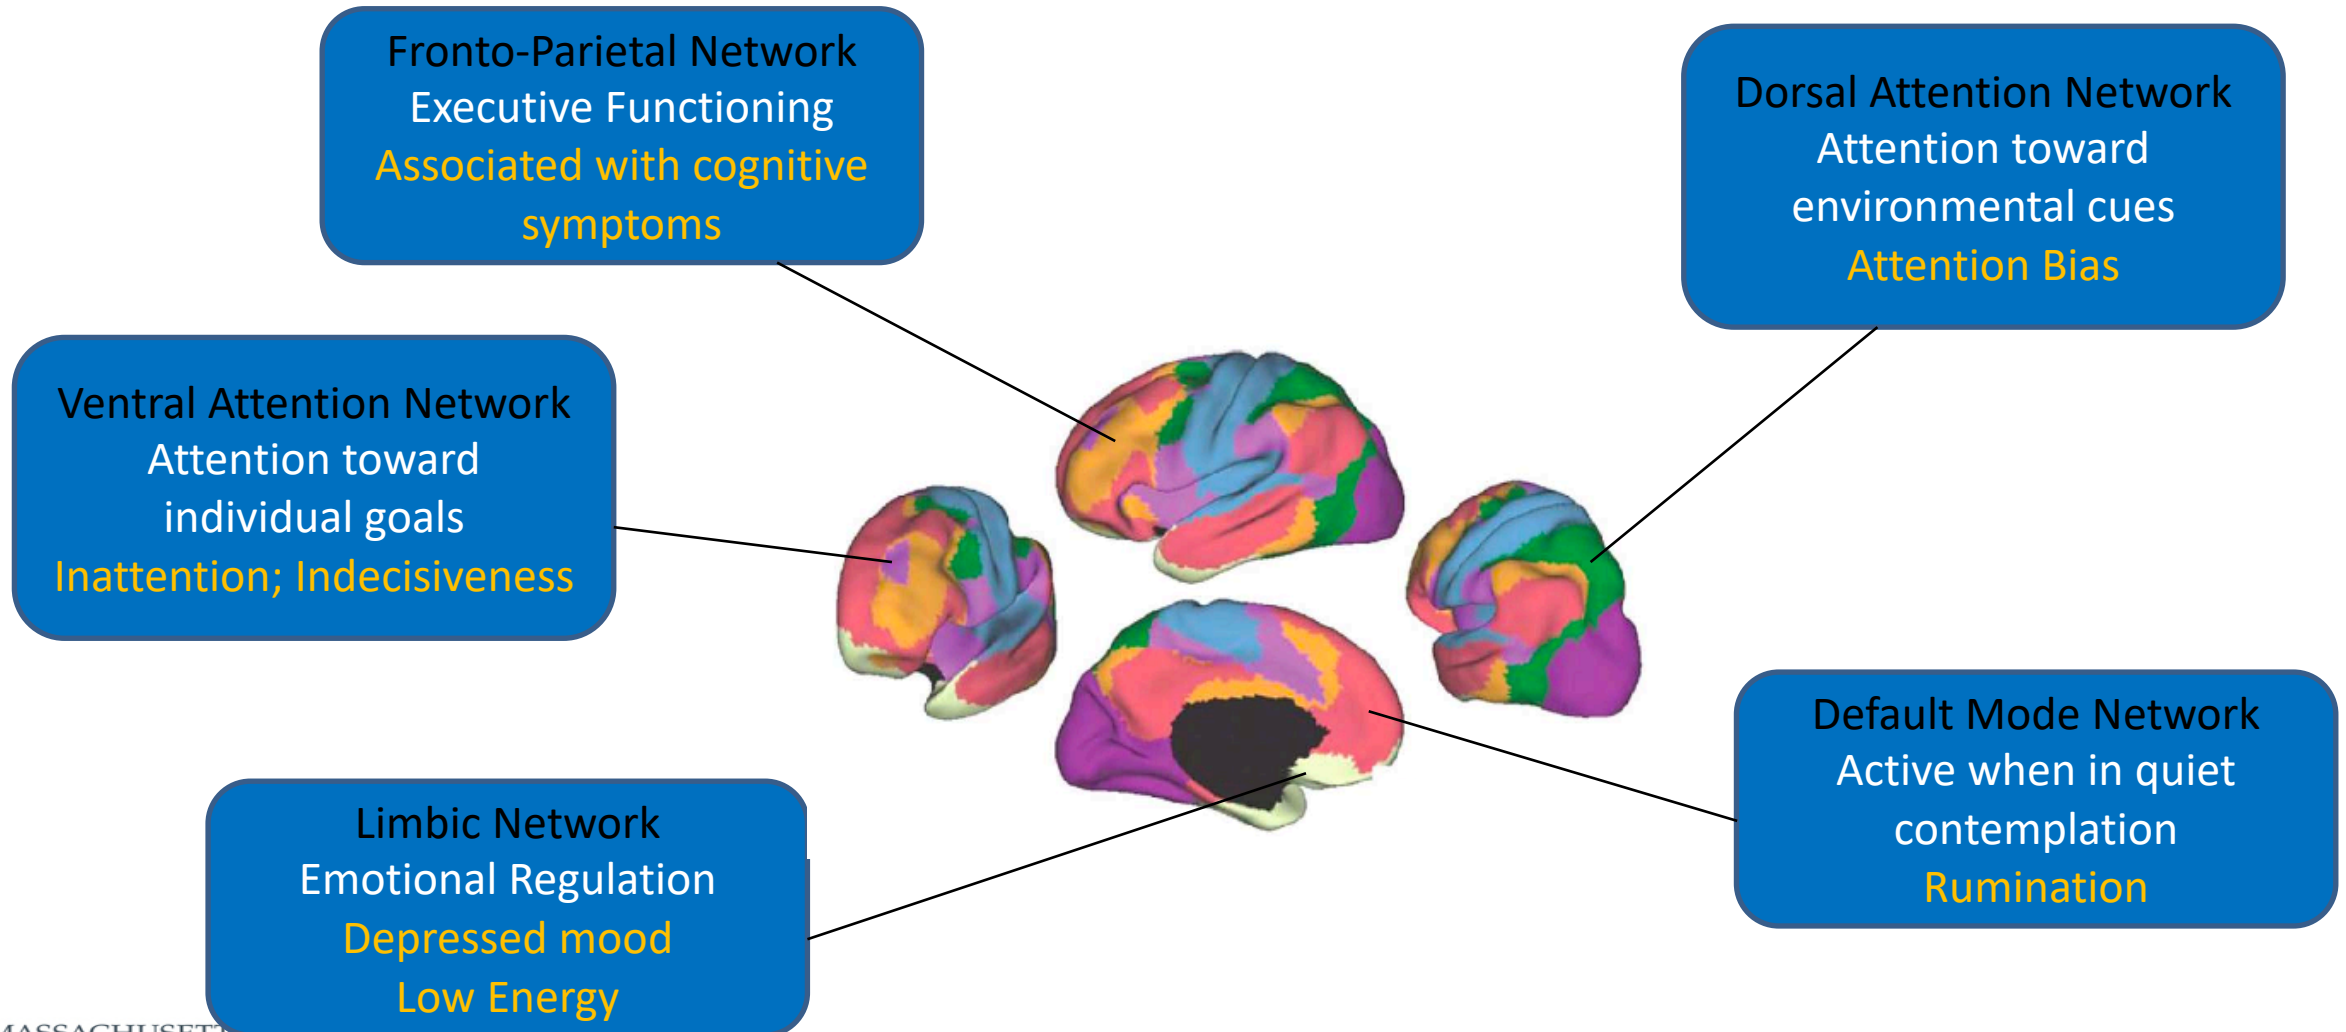 Fronto-Parietal Network
Executive Functioning
Associated with cognitive
symptoms
Dorsal Attention Network
Attention toward
environmental cues
Attention Bias
Ventral Attention Network
Attention toward
individual goals
Inattention; Indecisiveness
Default Mode Network
Active when in quiet
contemplation
Rumination
Limbic Network
Emotional Regulation
Depressed mood
Low Energy